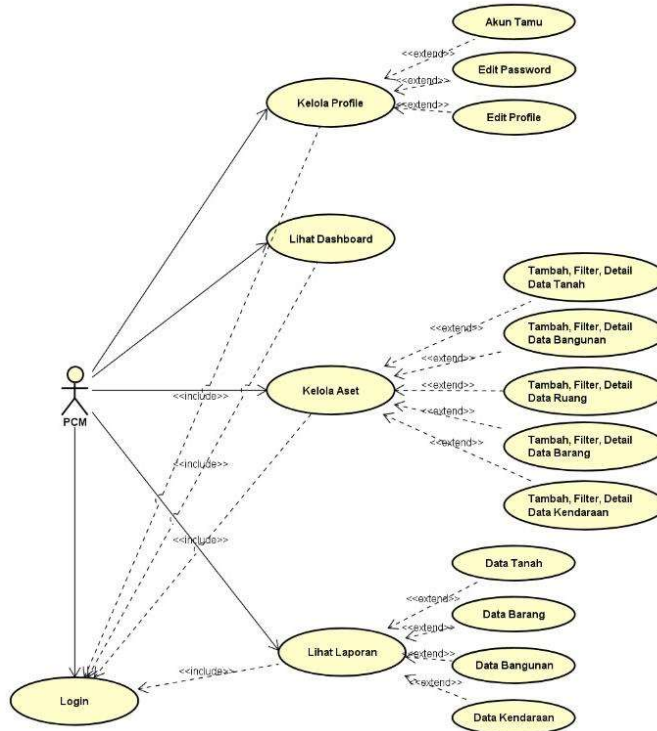 Akun Tamu
<<extend>>
Edit Password
<<extend>>
Kelola Profile
<<extend>>
Edit Profile
Lihat Dashboard
Tambah, Filter, Detail
Data Tanah
<<extend>>
Tambah, Filter, Detail
Data Bangunan
<<extend>>
PCM
<<include>>
Kelola Aset
<<extend>>
Tambah, Filter, Detail
Data Ruang
<<extend>>
Tambah, Filter, Detail
Data Barang
<<extend>>
<<include>>
Tambah, Filter, Detail
Data Kendaraan
<<include>>
Data Tanah
<<extend>>
Data Barang
<<extend>>
Lihat Laporan
<<extend>>
Data Bangunan
<<include>>
<<extend>>
Login
Data Kendaraan